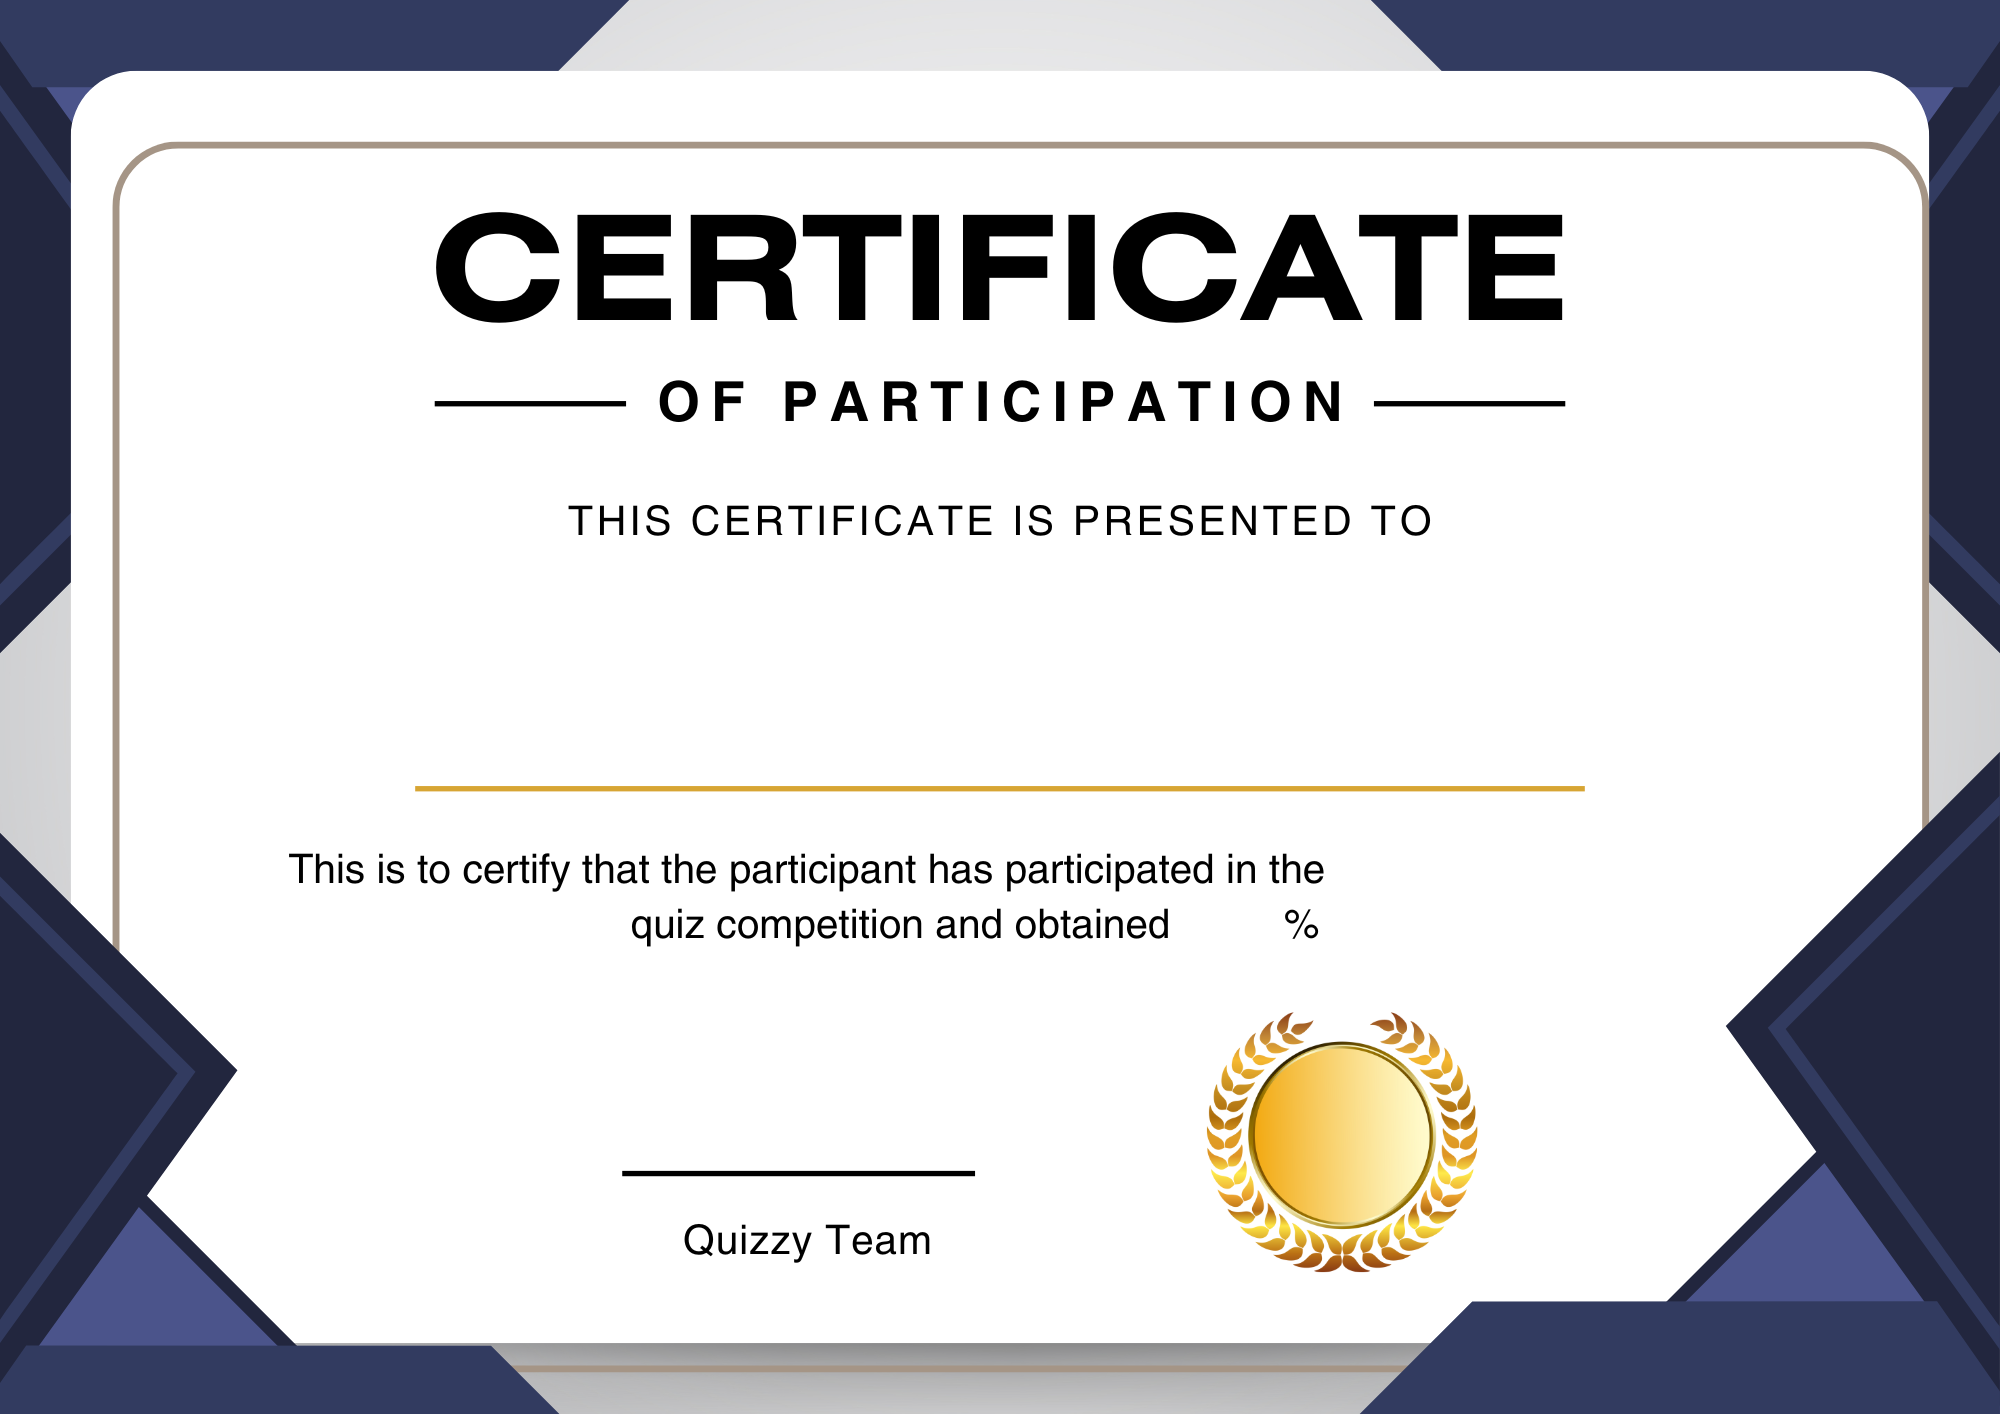 CERTIFICATE
OF PARTICIPATION
THIS CERTIFICATE IS PRESENTED TO
This is to certify that the participant has participated in the
quiz competition and obtained %
Quizzy Team